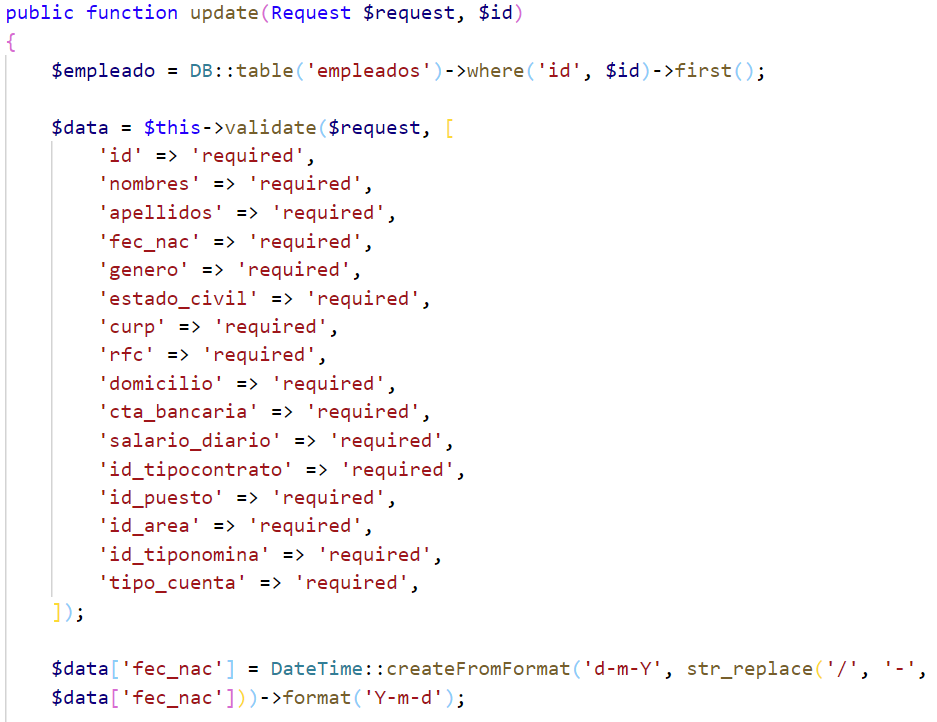 public function update(Request $request, $id)
{
    $empleado = DB::table('empleados')->where('id', $id)->first();

    $data = $this->validate($request, [
        'id' => 'required',
        'nombres' => 'required',
        'apellidos' => 'required',
        'fec_nac' => 'required',
        'genero' => 'required',
        'estado_civil' => 'required',
        'curp' => 'required',
        'rfc' => 'required',
        'domicilio' => 'required',
        'cta_bancaria' => 'required',
        'salario_diario' => 'required',
        'id_tipocontrato' => 'required',
        'id_puesto' => 'required',
        'id_area' => 'required',
        'id_tiponomina' => 'required',
        'tipo_cuenta' => 'required',
    ]);

    $data['fec_nac'] = DateTime::createFromFormat('d-m-Y', str_replace('/', '-',
    $data['fec_nac']))->format('Y-m-d');